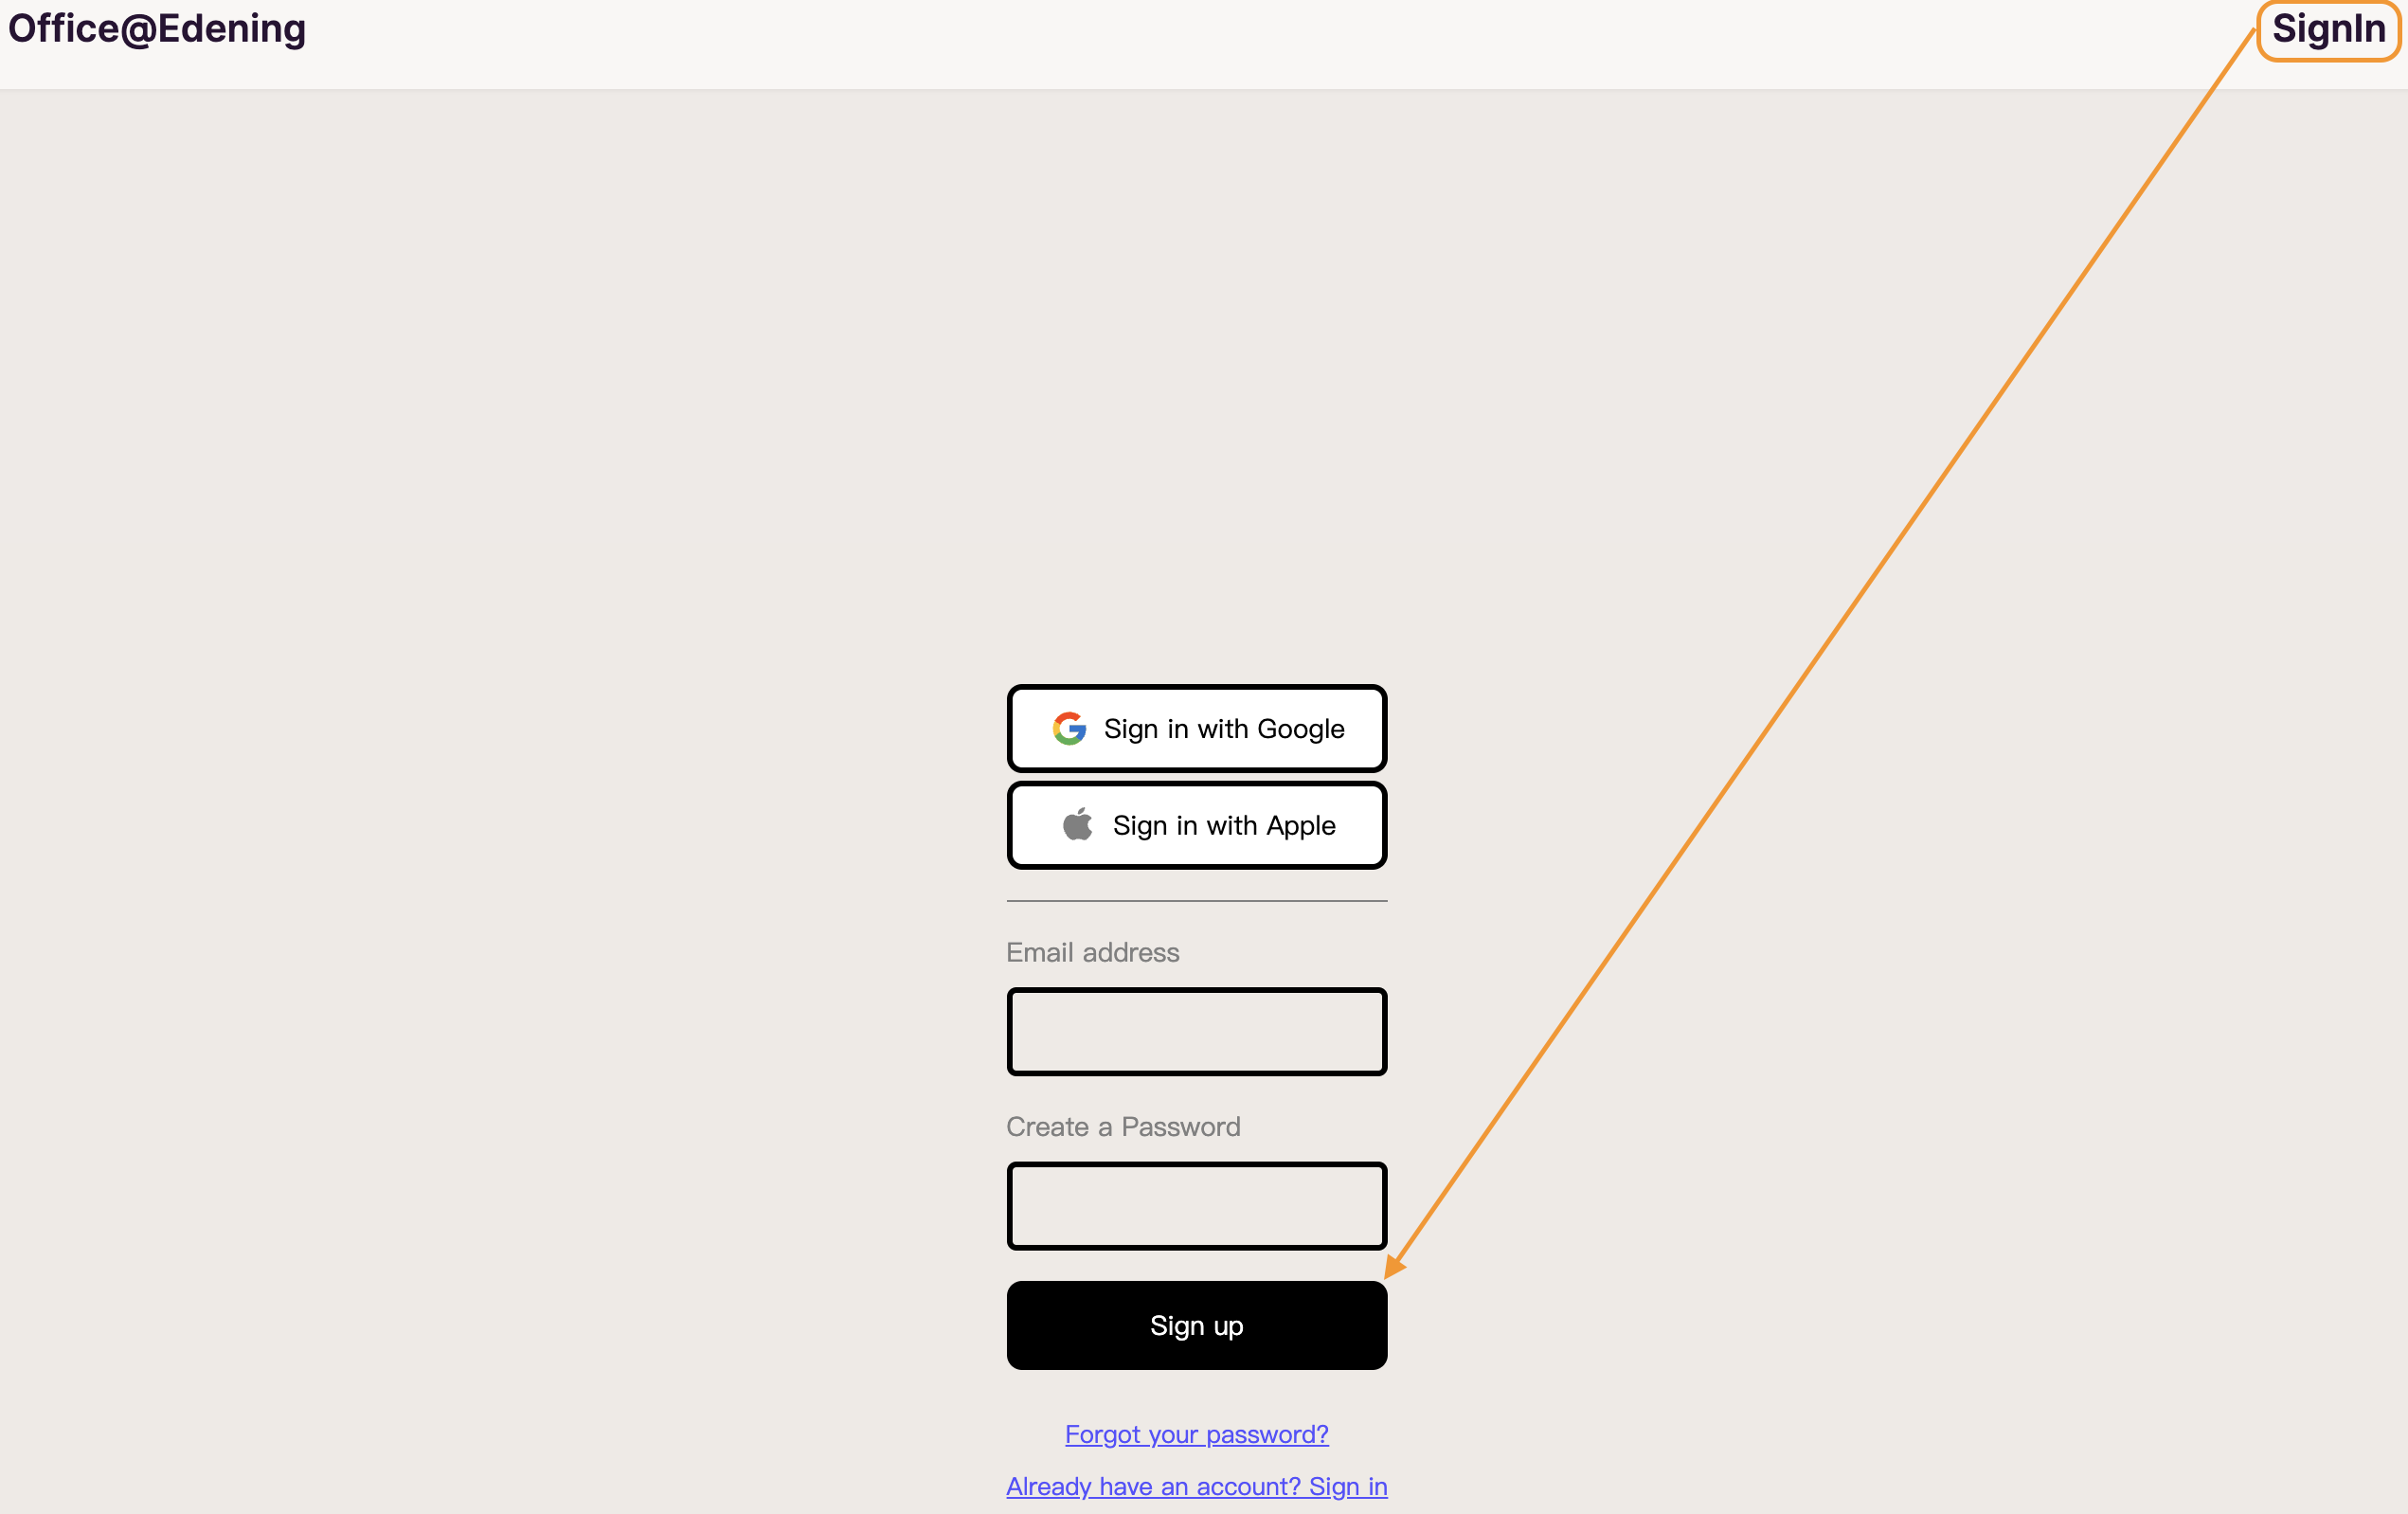 Office@Edening
SignIn
Sign in with Google
Sign in with Apple
Email address
Create a Password
Sign up
Forgot your password?
Already have an account? Sign in